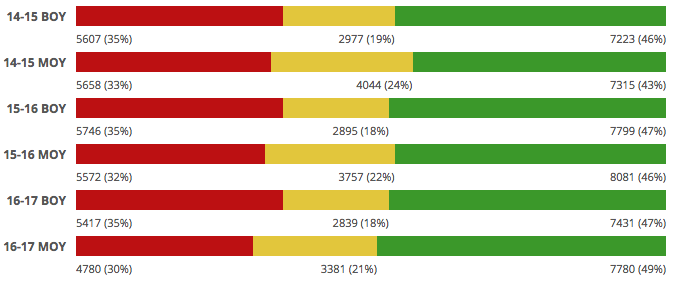 14-15 BOY
5607 (35%) 2977 (19%) 7223 (46%)
14-15 MOY
5658 (33%) 4044 (24%) 7315 (43%)
15-16 BOY
5746 (35%) 2895 (18%) 7799 (47%)
15-16 MOY
5572 (32%) 3757 (22%) 8081 (46%)
16-17 BOY
5417 (35%) 2839 (18%) 7431 (47%)
16-17 MOY
4780 (30%) 3381 (21%) 7780 (49%)